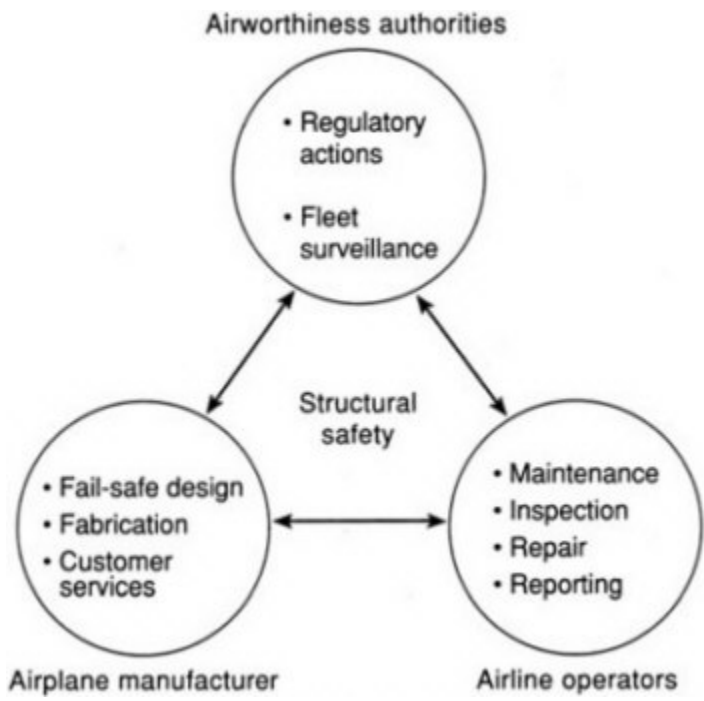 Airworthiness authorities
• Regulatory
actions
• Fleet
surveillance
Structural
safety
• Fail-safe design
• Fabrication
• Customer
services
• Maintenance
• Inspection
• Repair
• Reporting
Airplane manufacturer
Airline operators